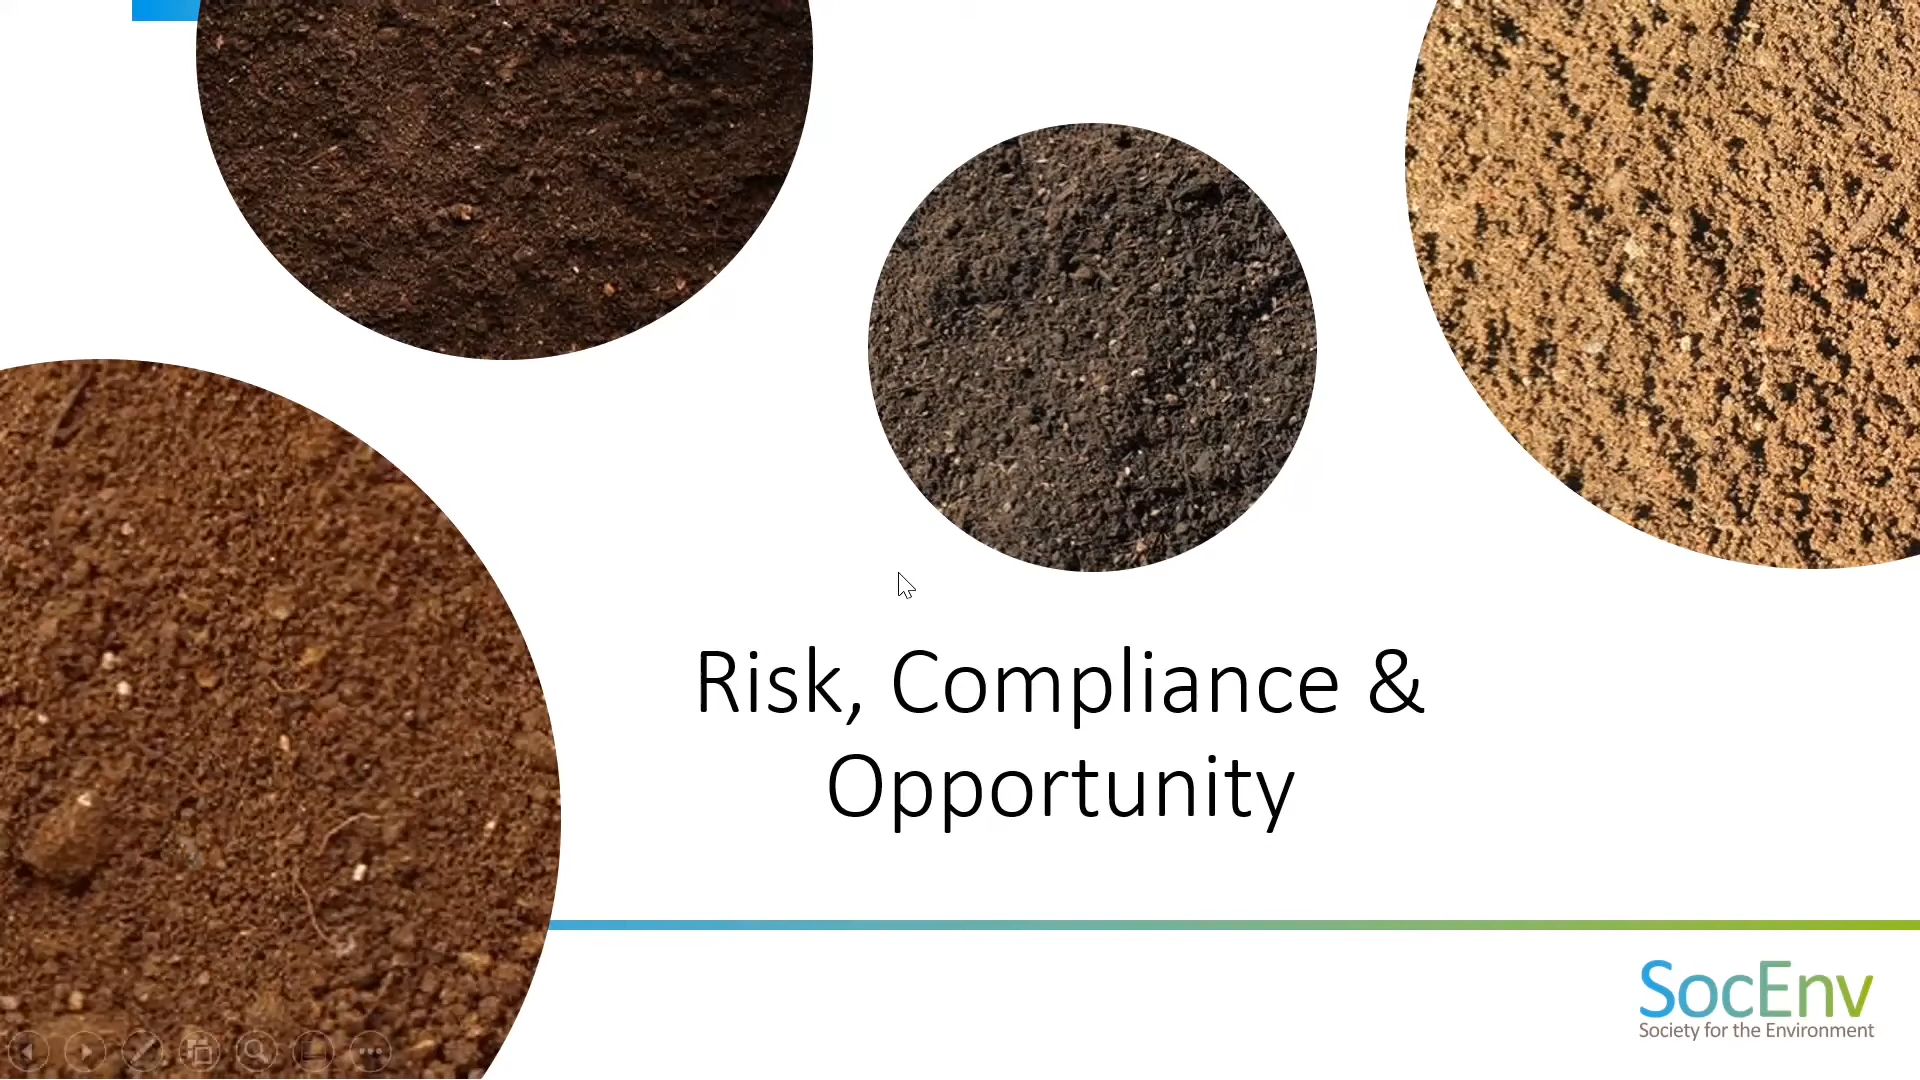 Risk, Compliance &
Opportunity
SocEnv
Society for the Environment